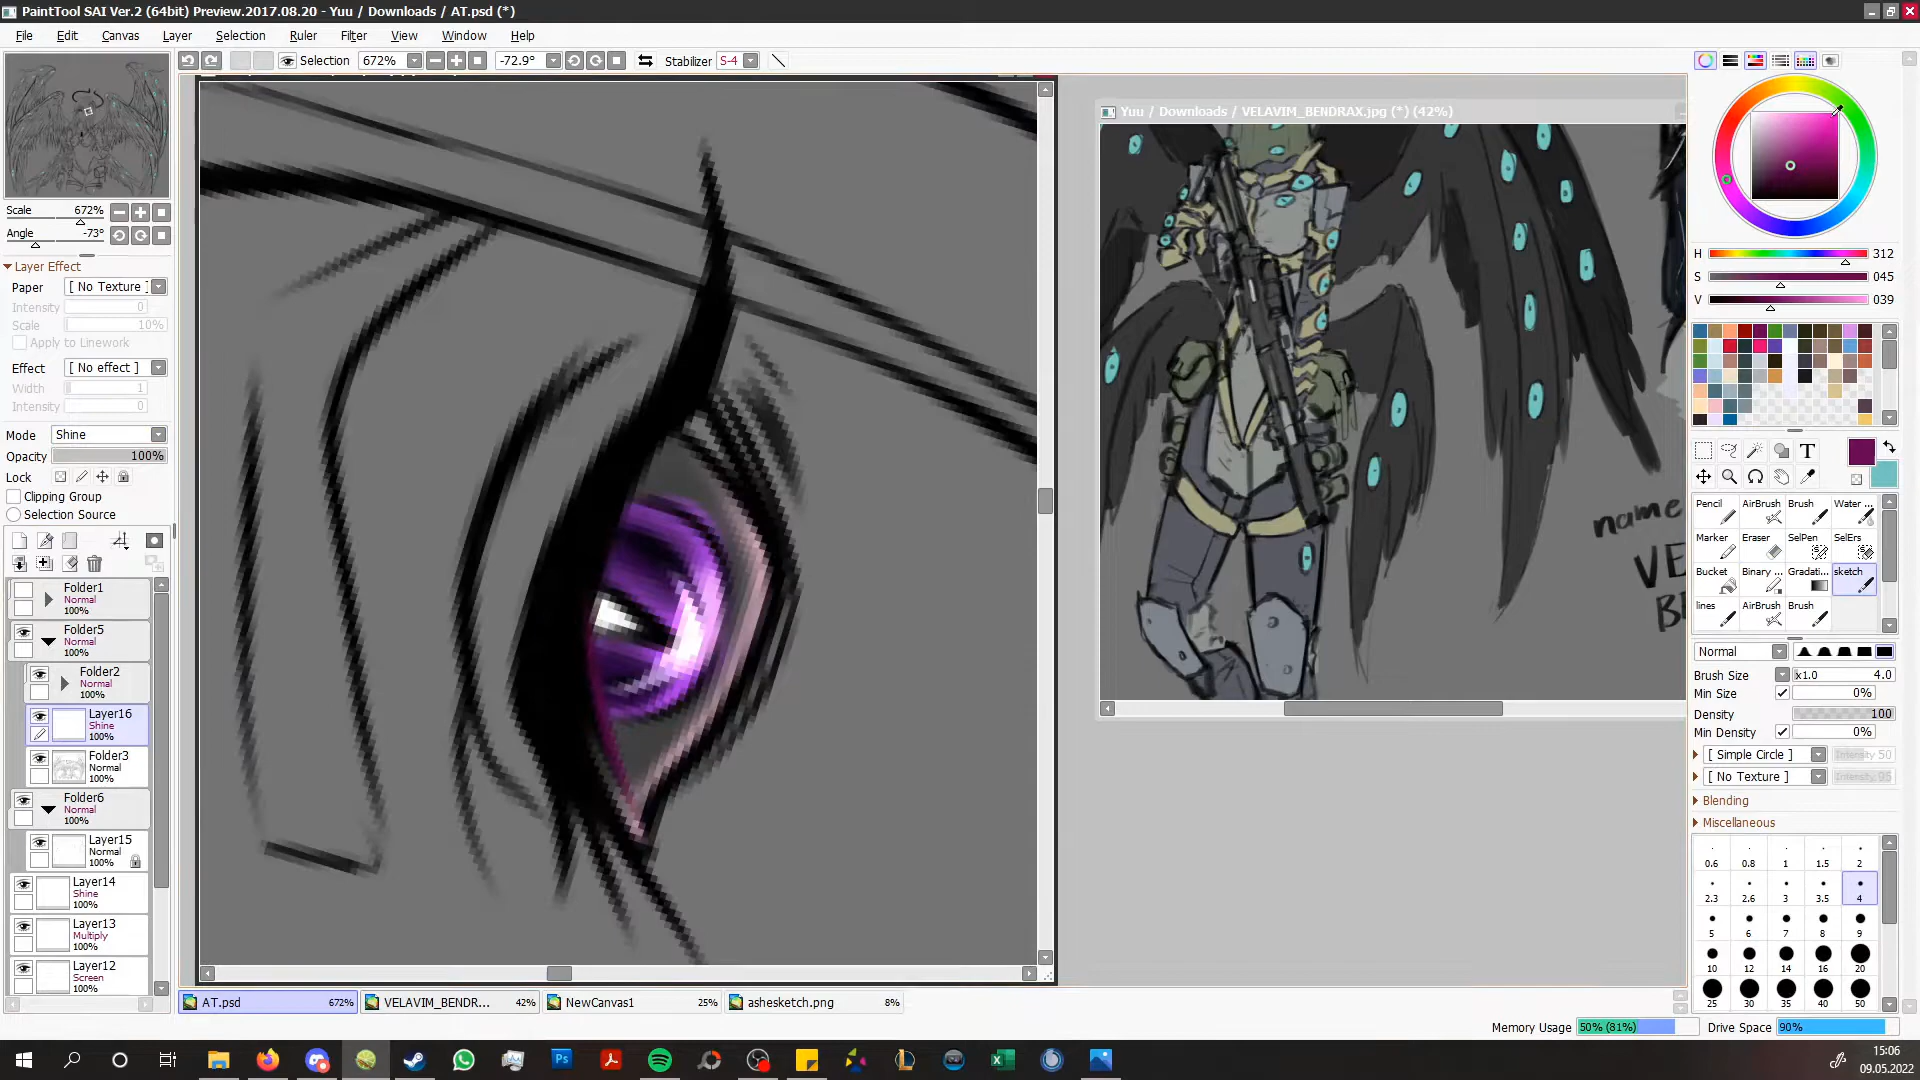 PaintTool SAI Ver.2 (64bit) Preview.2017.08.20 - Yuu / Downloads / AT.psd (*)
File Edit Canvas Layer Selection Ruler Filter View Window Help
Selection 672% -72.9° Stabilizer S-4
Scale 672%
Angle -73°
Layer Effect
Paper [ No Texture ]
Intensity 0
Scale 10%
Apply to Linework
Effect [ No effect ]
Width 1
Intensity 0
Mode Shine
Opacity 100%
Lock
Clipping Group
Selection Source
Folder1
Normal
100%
Folder5
Normal
100%
Folder2
Normal
100%
Layer16
Shine
100%
Folder3
Normal
100%
Folder6
Normal
100%
Layer15
Normal
100%
Layer14
Shine
100%
Layer13
Multiply
100%
Layer12
Screen
100%
Yuu / Downloads / VELAVIM_BENDRAX.jpg (*) (42%)
name
VE
B
H 312
S 045
V 039
Pencil AirBrush Brush Water ...
Marker Eraser SelPen SelErs
Bucket Binary ... Gradati... sketch
lines AirBrush Brush
Normal
Brush Size x1.0 4.0
Min Size 0%
Density 100
Min Density 0%
[ Simple Circle ] Intensity 50
[ No Texture ] Intensity 95
Blending
Miscellaneous
0.6 0.8 1 1.5 2
2.3 2.6 3 3.5 4
5 6 7 8 9
10 12 14 16 20
25 30 35 40 50
AT.psd 672% VELAVIM_BENDR... 42% NewCanvas1 25% ashesketch.png 8%
Memory Usage 50% (81%) Drive Space 90%
15:06
09.05.2022